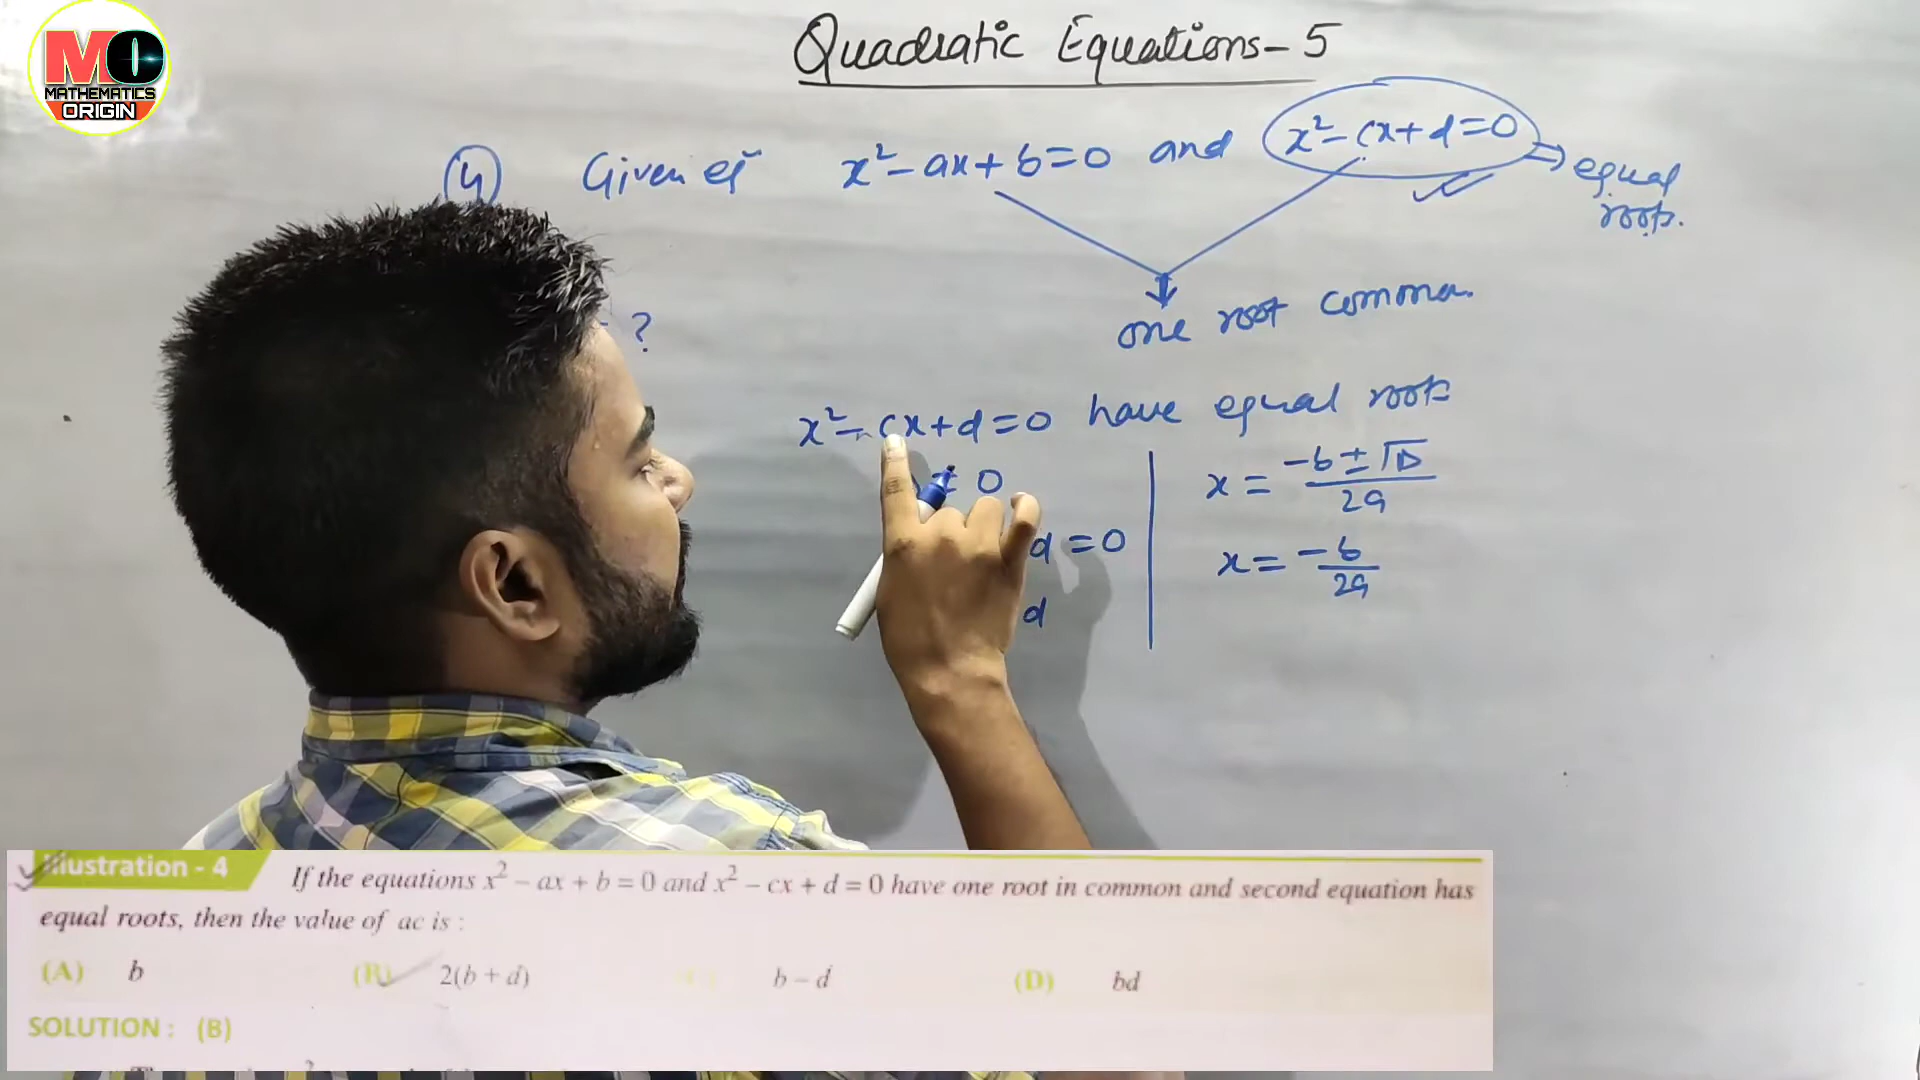 MO
MATHEMATICS
ORIGIN
Quadratic Equations-5
(4) Given eqⁿ x² - ax + b = 0 and x² - cx + d = 0 ⇒ equal
roots.
?
one root common.
x² - cx + d = 0 have equal roots
= 0
d = 0
d
x = -b ± √D / 2a
x = -b / 2a
Illustration - 4 If the equations x² – ax + b = 0 and x² – cx + d = 0 have one root in common and second equation has
equal roots, then the value of ac is :
(A) b (B) 2(b + d) b – d (D) bd
SOLUTION : (B)